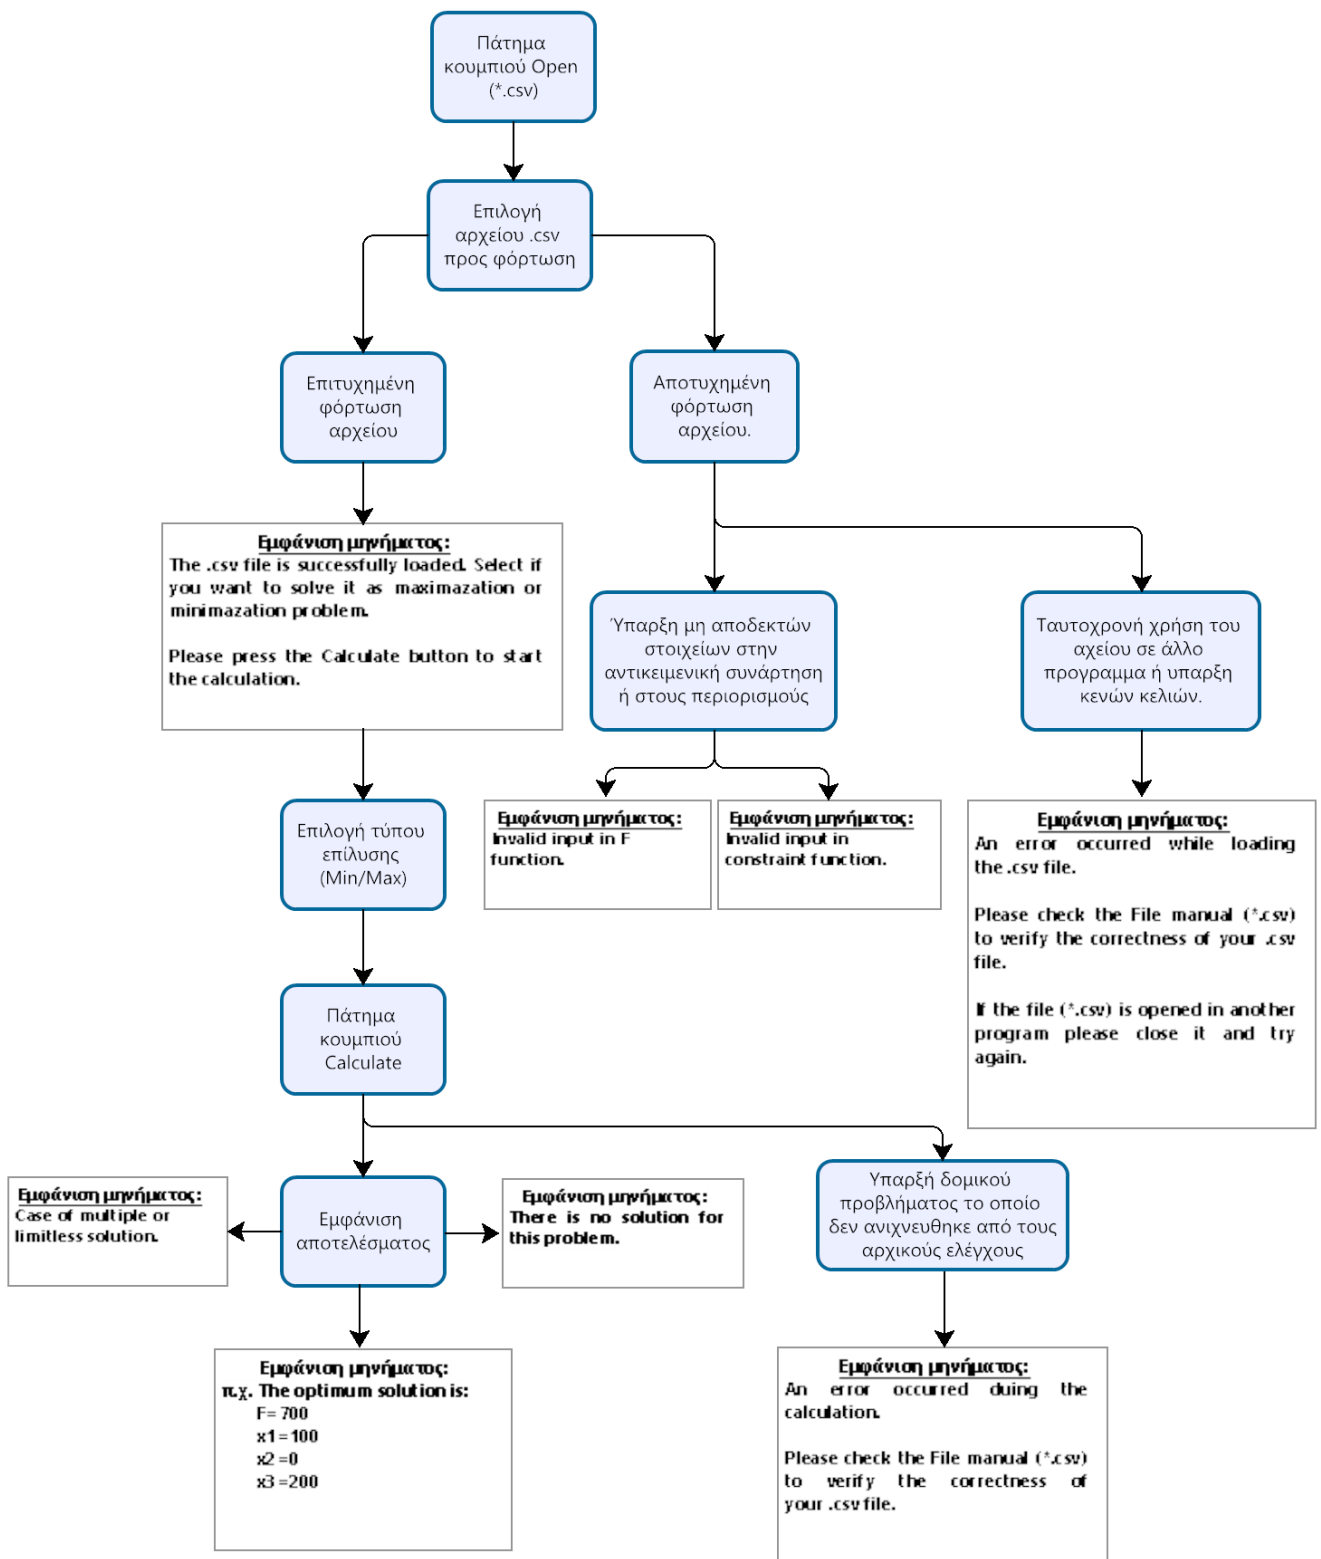 Πάτημα
κουμπιού Open
(*.csv)
Επιλογή
αρχείου .csv
προς φόρτωση
Επιτυχημένη
φόρτωση
αρχείου
Αποτυχημένη
φόρτωση
αρχείου.
Εμφάνιση μηνήματος:
The .csv file is successfully loaded. Select if
you want to solve it as maximazation or
minimazation problem.
Please press the Calculate button to start
the calculation.
Ύπαρξη μη αποδεκτών
στοιχείων στην
αντικειμενική συνάρτηση
ή στους περιορισμούς
Ταυτοχρονή χρήση του
αχείου σε άλλο
προγραμμα ή υπαρξη
κενών κελιών.
Επιλογή τύπου
επίλυσης
(Min/Max)
Εμφάνιση μηνήματος:
Invalid input in F
function.
Εμφάνιση μηνήματος:
Invalid input in
constraint function.
Εμφάνιση μηνήματος:
An error occurred while loading
the .csv file.
Please check the File manual (*.csv)
to verify the correctness of your .csv
file.
If the file (*.csv) is opened in another
program please close it and try
again.
Πάτημα
κουμπιού
Calculate
Εμφάνιση μηνήματος:
Case of multiple or
limitless solution.
Εμφάνιση
αποτελέσματος
Εμφάνιση μηνήματος:
There is no solution for
this problem.
Υπαρξή δομικού
προβλήματος το οποίο
δεν ανιχνευθηκε από τους
αρχικούς ελέγχους
Εμφάνιση μηνήματος:
π.χ. The optimum solution is:
F= 700
x1 =100
x2 =0
x3 =200
Εμφάνιση μηνήματος:
An error occurred duing the
calculation.
Please check the File manual (*.csv)
to verify the correctness of
your .csv file.